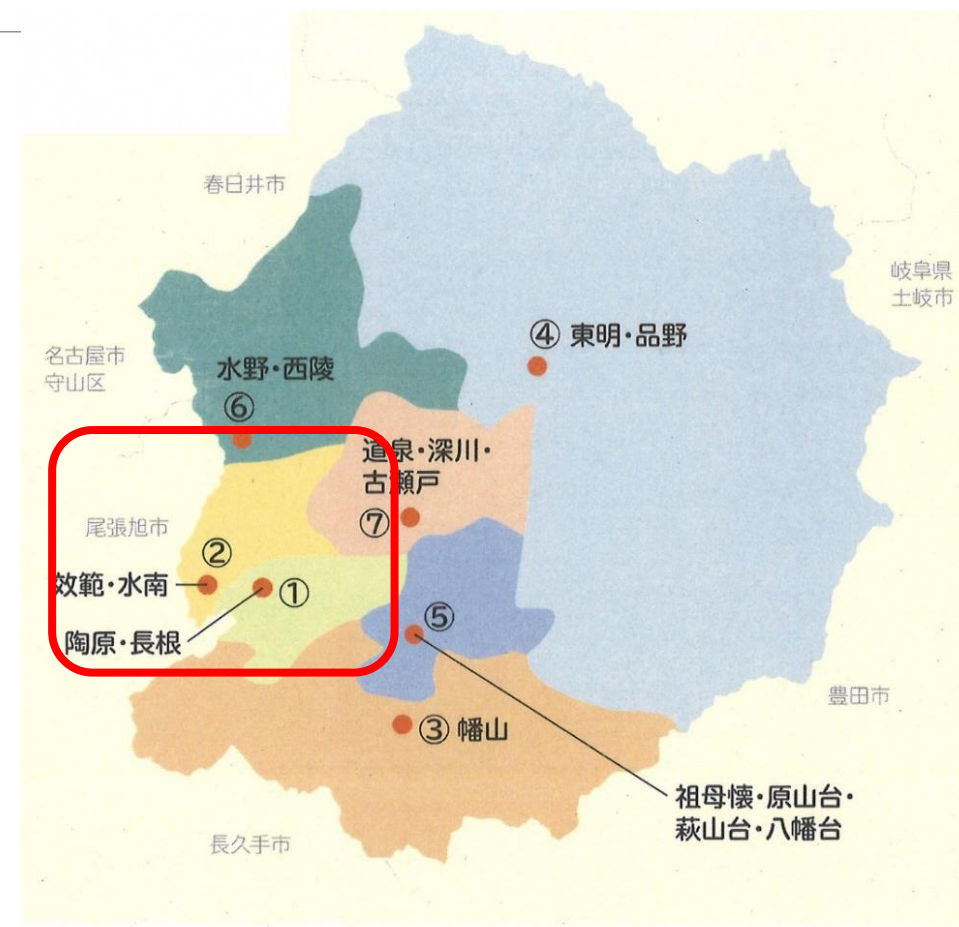 春日井市
岐阜県
土岐市
④ 東明・品野
名古屋市
守山区
水野・西陵
⑥
道泉・深川・
古瀬戸
⑦
尾張旭市
②
効範・水南
①
陶原・長根
⑤
豊田市
③ 幡山
祖母懐・原山台・
萩山台・八幡台
長久手市